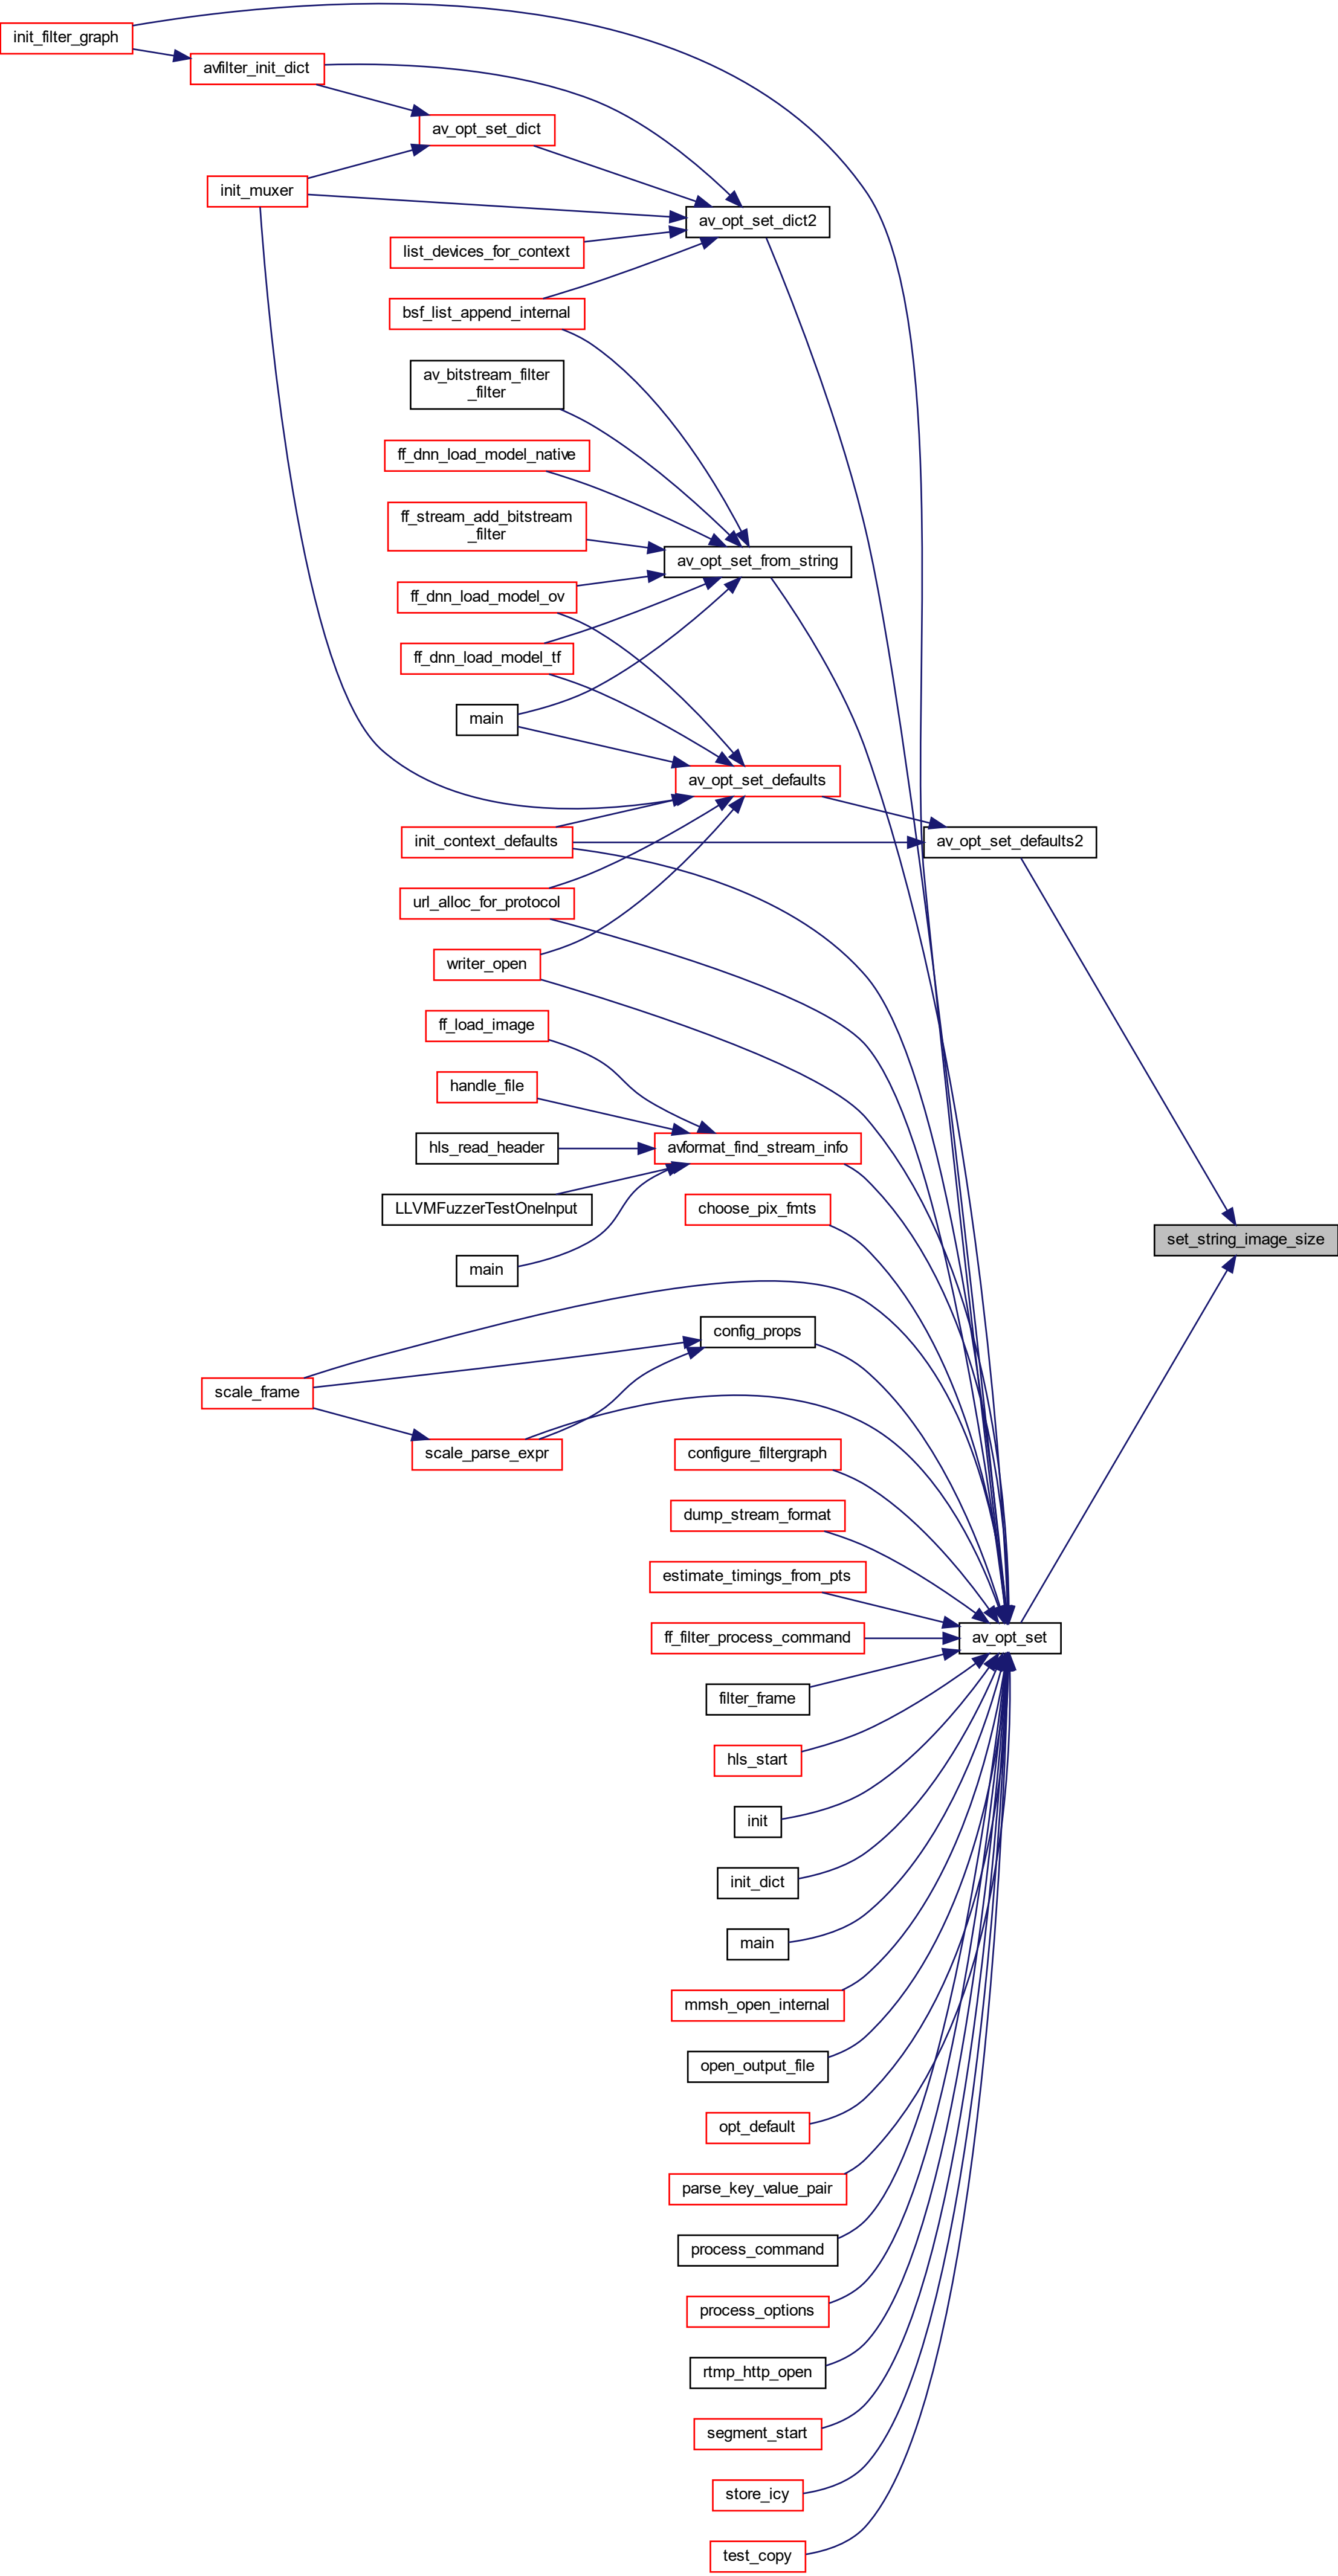 init_filter_graph
avfilter_init_dict
av_opt_set_dict
init_muxer
av_opt_set_dict2
list_devices_for_context
bsf_list_append_internal
av_bitstream_filter
_filter
ff_dnn_load_model_native
ff_stream_add_bitstream
_filter
av_opt_set_from_string
ff_dnn_load_model_ov
ff_dnn_load_model_tf
main
av_opt_set_defaults
init_context_defaults
av_opt_set_defaults2
url_alloc_for_protocol
writer_open
ff_load_image
handle_file
hls_read_header
avformat_find_stream_info
LLVMFuzzerTestOneInput
choose_pix_fmts
set_string_image_size
main
config_props
scale_frame
scale_parse_expr
configure_filtergraph
dump_stream_format
estimate_timings_from_pts
ff_filter_process_command
av_opt_set
filter_frame
hls_start
init
init_dict
main
mmsh_open_internal
open_output_file
opt_default
parse_key_value_pair
process_command
process_options
rtmp_http_open
segment_start
store_icy
test_copy